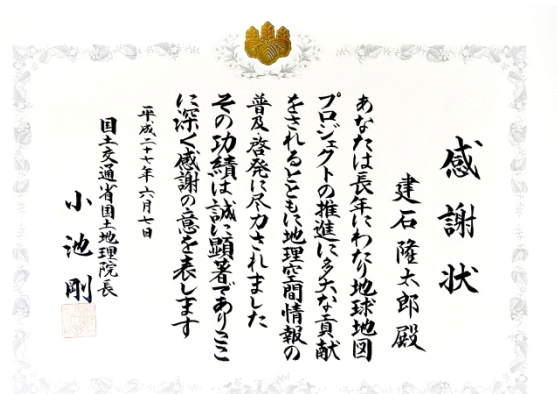 感謝状
建石隆太郎殿
あなたは長年にわたり地球地図
プロジェクトの推進に多大な貢献
をされるとともに地理空間情報の
普及啓発に尽力されました
その功績は誠に顕著でありここ
に深く感謝の意を表します
平成二十七年六月七日
国土交通省国土地理院長
小池剛